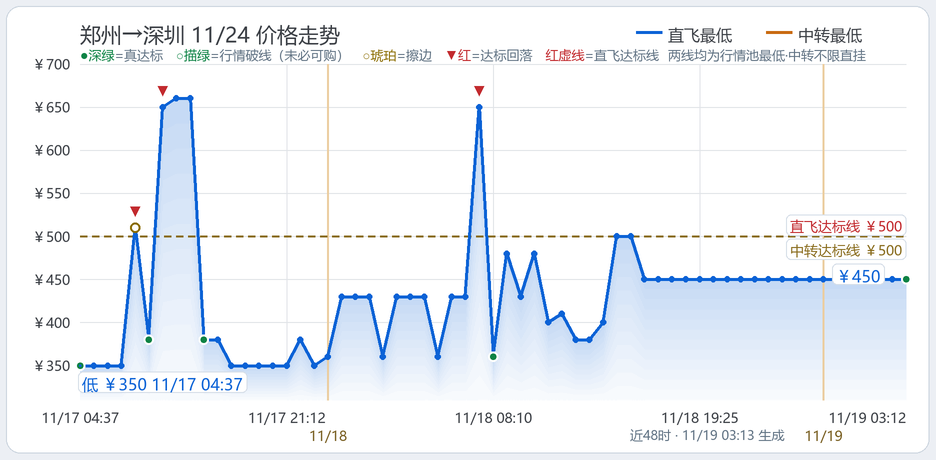 郑州→深圳 11/24 价格走势
直飞最低 中转最低
●深绿=真达标 ○描绿=行情破线（未必可购） ○琥珀=擦边 ▼红=达标回落 红虚线=直飞达标线 两线均为行情池最低·中转不限直挂
￥700
￥650
￥600
￥550
￥500
￥450
￥400
￥350
直飞达标线 ￥500
中转达标线 ￥500
￥450
低 ￥350 11/17 04:37
11/17 04:37 11/17 21:12 11/18 08:10 11/18 19:25 11/19 03:12
11/18 近48时 · 11/19 03:13 生成 11/19